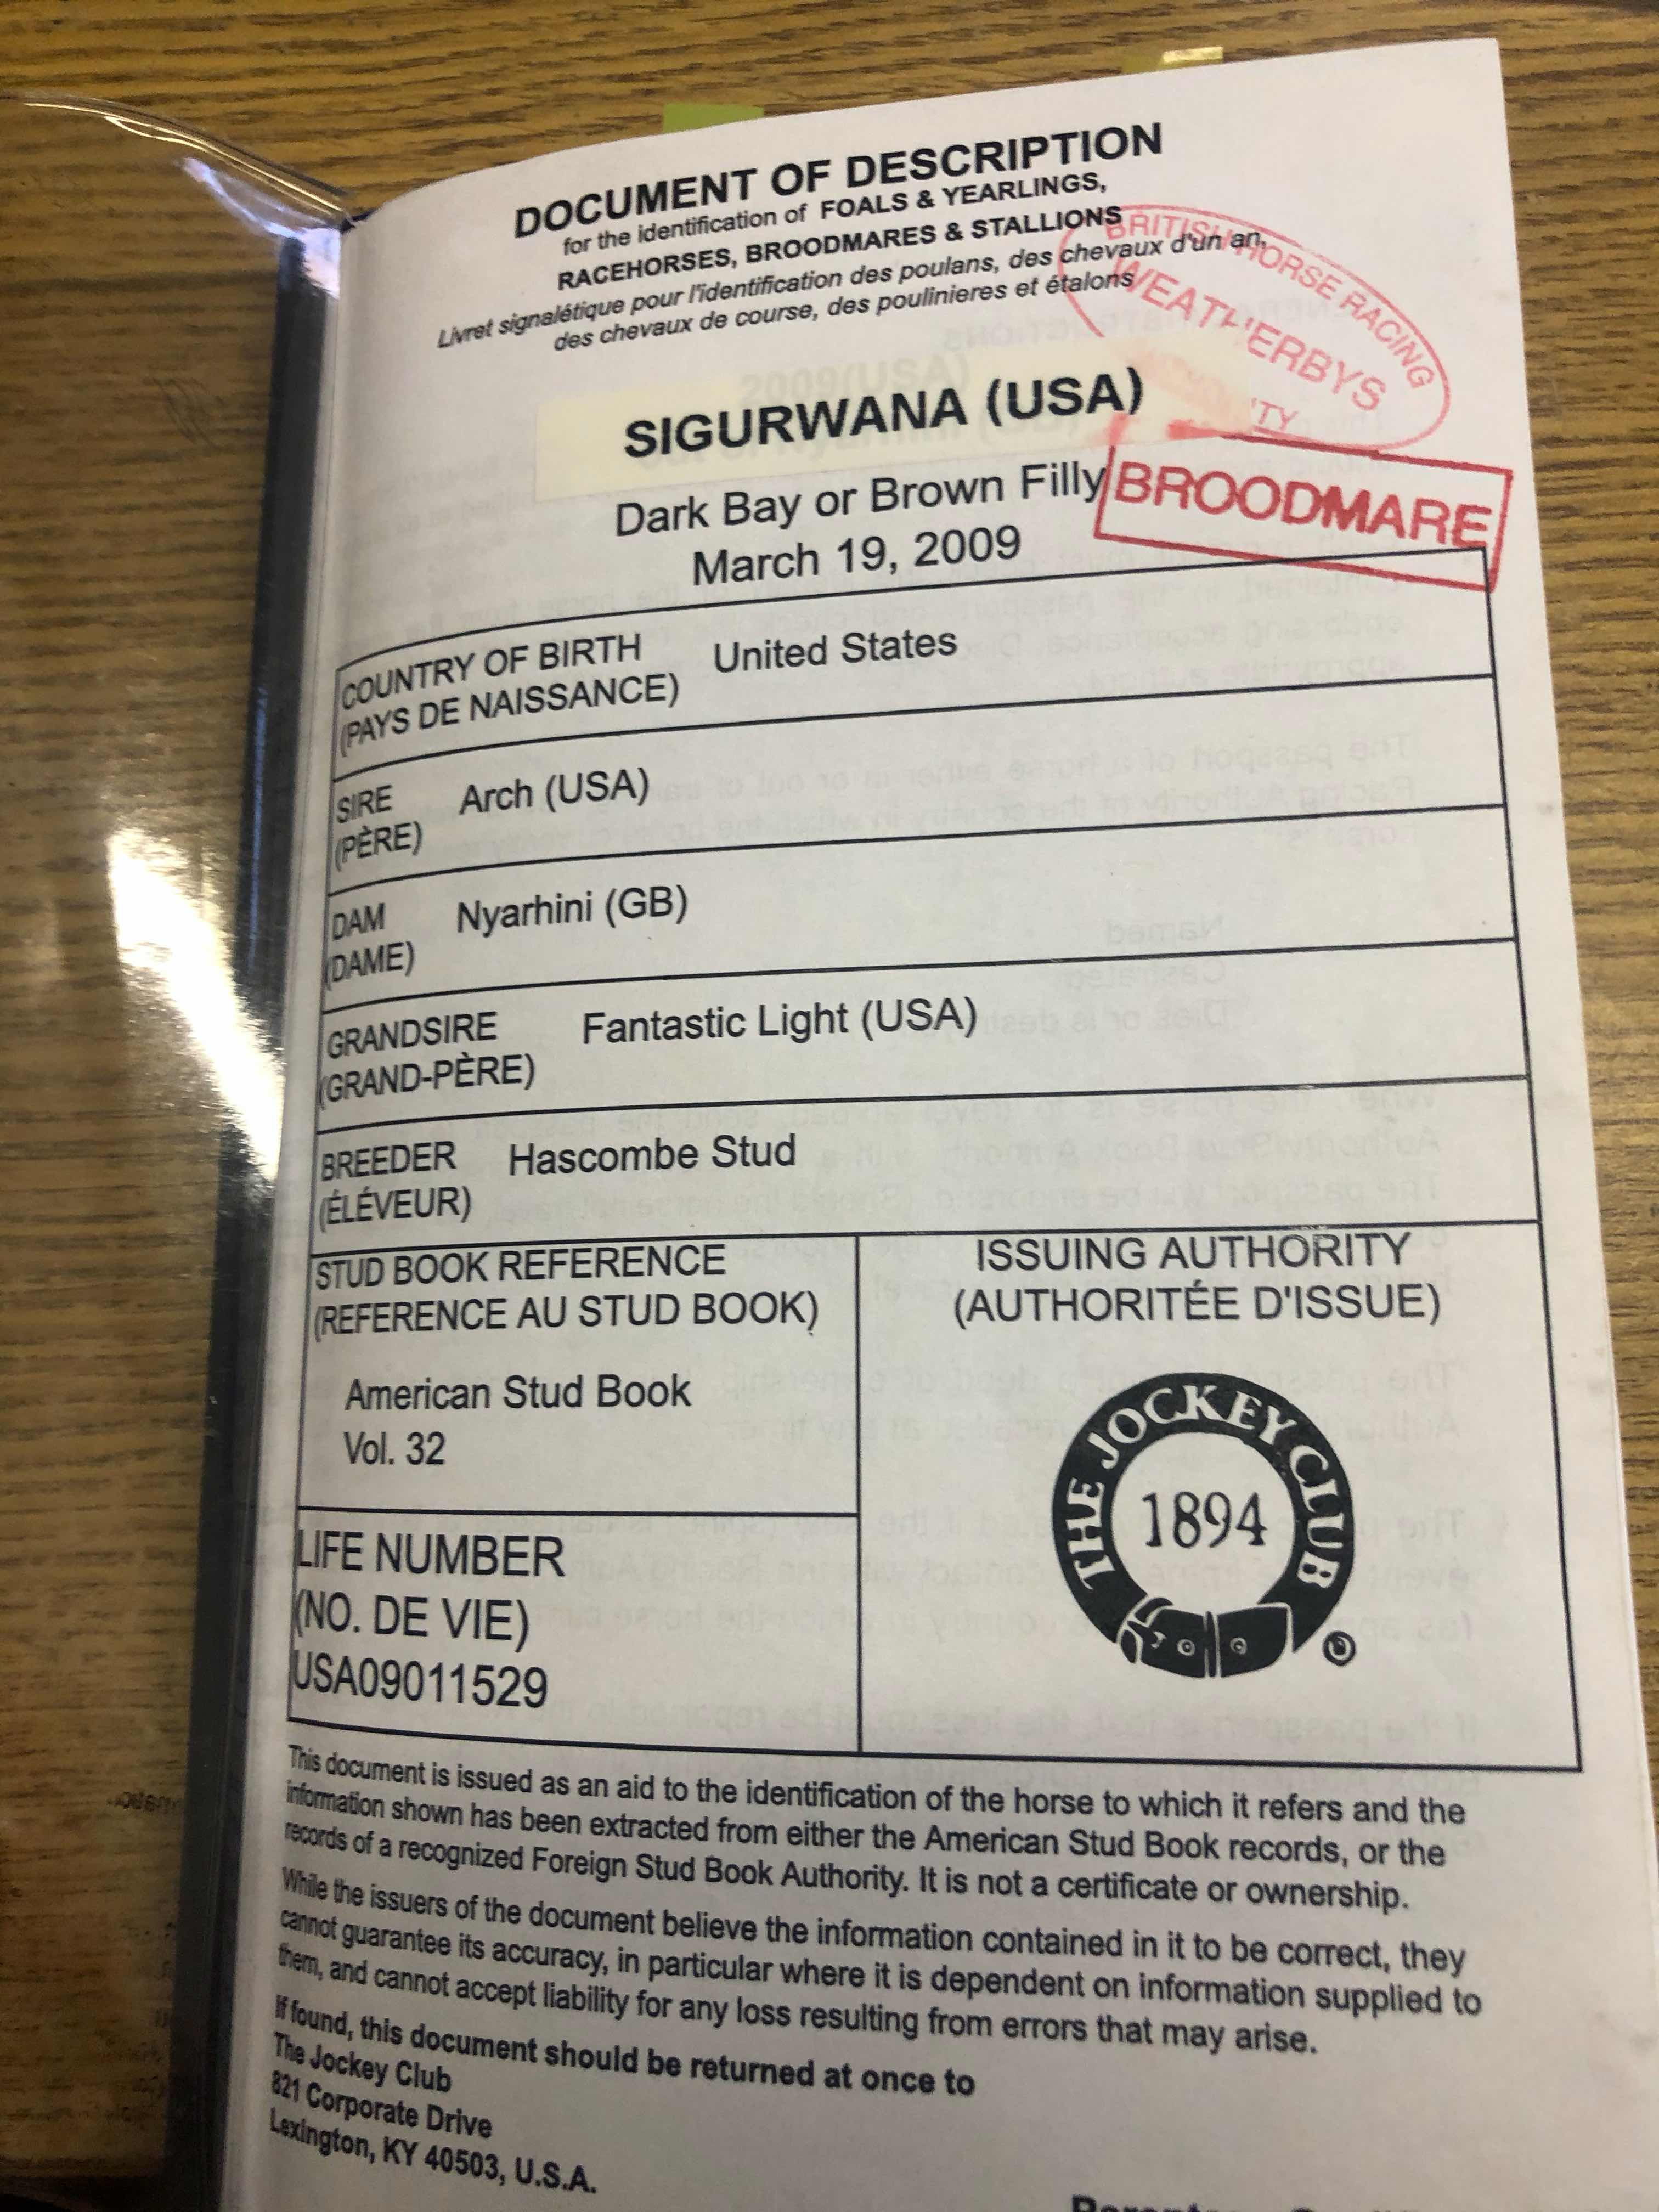 DOCUMENT OF DESCRIPTION
for the identification of FOALS & YEARLINGS,
RACEHORSES, BROODMARES & STALLIONS
Livret signalétique pour l'identification des poulans, des chevaux d'un an,
des chevaux de course, des poulinieres et étalons
BRITISH HORSE RACING
WEATHERBYS
SIGURWANA (USA)
Dark Bay or Brown Filly
BROODMARE
March 19, 2009
COUNTRY OF BIRTH United States
(PAYS DE NAISSANCE)
SIRE Arch (USA)
(PÈRE)
DAM Nyarhini (GB)
(DAME)
GRANDSIRE Fantastic Light (USA)
(GRAND-PÈRE)
BREEDER Hascombe Stud
(ÉLÉVEUR)
STUD BOOK REFERENCE
(REFERENCE AU STUD BOOK)
American Stud Book
Vol. 32
LIFE NUMBER
(NO. DE VIE)
USA09011529
ISSUING AUTHORITY
(AUTHORITÉE D'ISSUE)
THE JOCKEY CLUB
1894
®
This document is issued as an aid to the identification of the horse to which it refers and the
information shown has been extracted from either the American Stud Book records, or the
records of a recognized Foreign Stud Book Authority. It is not a certificate or ownership.
While the issuers of the document believe the information contained in it to be correct, they
cannot guarantee its accuracy, in particular where it is dependent on information supplied to
them, and cannot accept liability for any loss resulting from errors that may arise.
If found, this document should be returned at once to
The Jockey Club
821 Corporate Drive
Lexington, KY 40503, U.S.A.